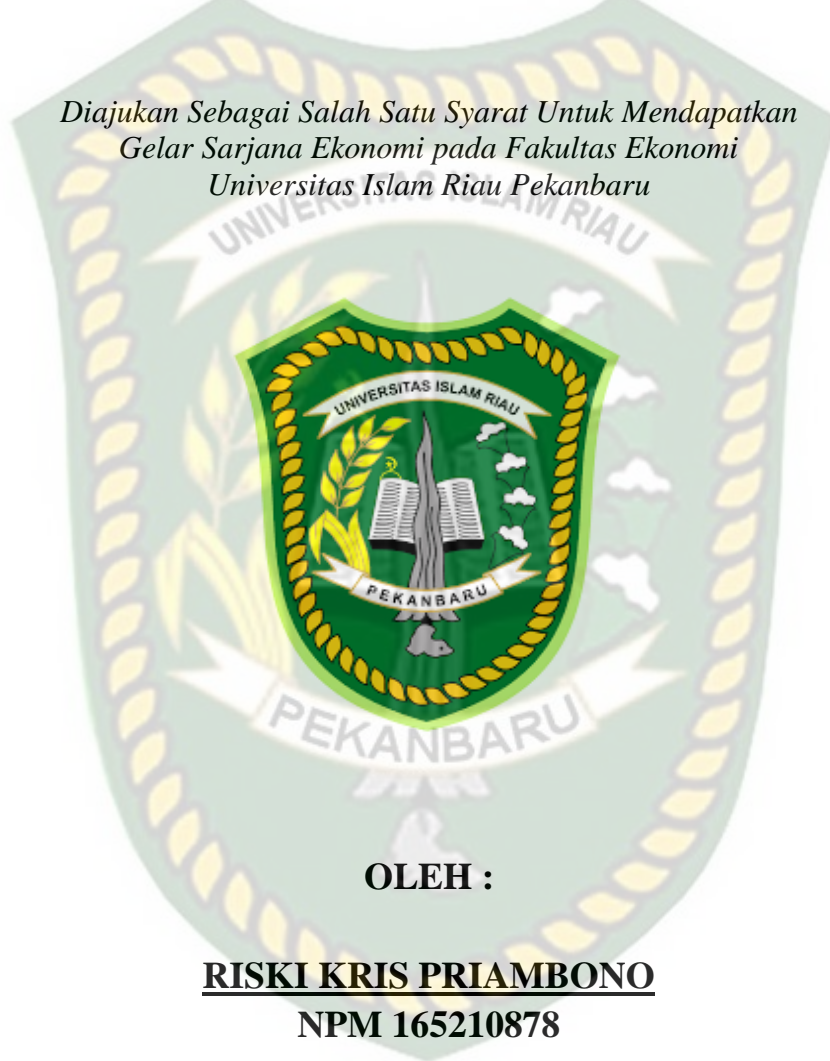 Diajukan Sebagai Salah Satu Syarat Untuk Mendapatkan
Gelar Sarjana Ekonomi pada Fakultas Ekonomi
Universitas Islam Riau Pekanbaru
UNIVERSITAS ISLAM RIAU
UNIVERSITAS ISLAM RIAU
PEKANBARU
PEKANBARU
OLEH :
RISKI KRIS PRIAMBONO
NPM 165210878